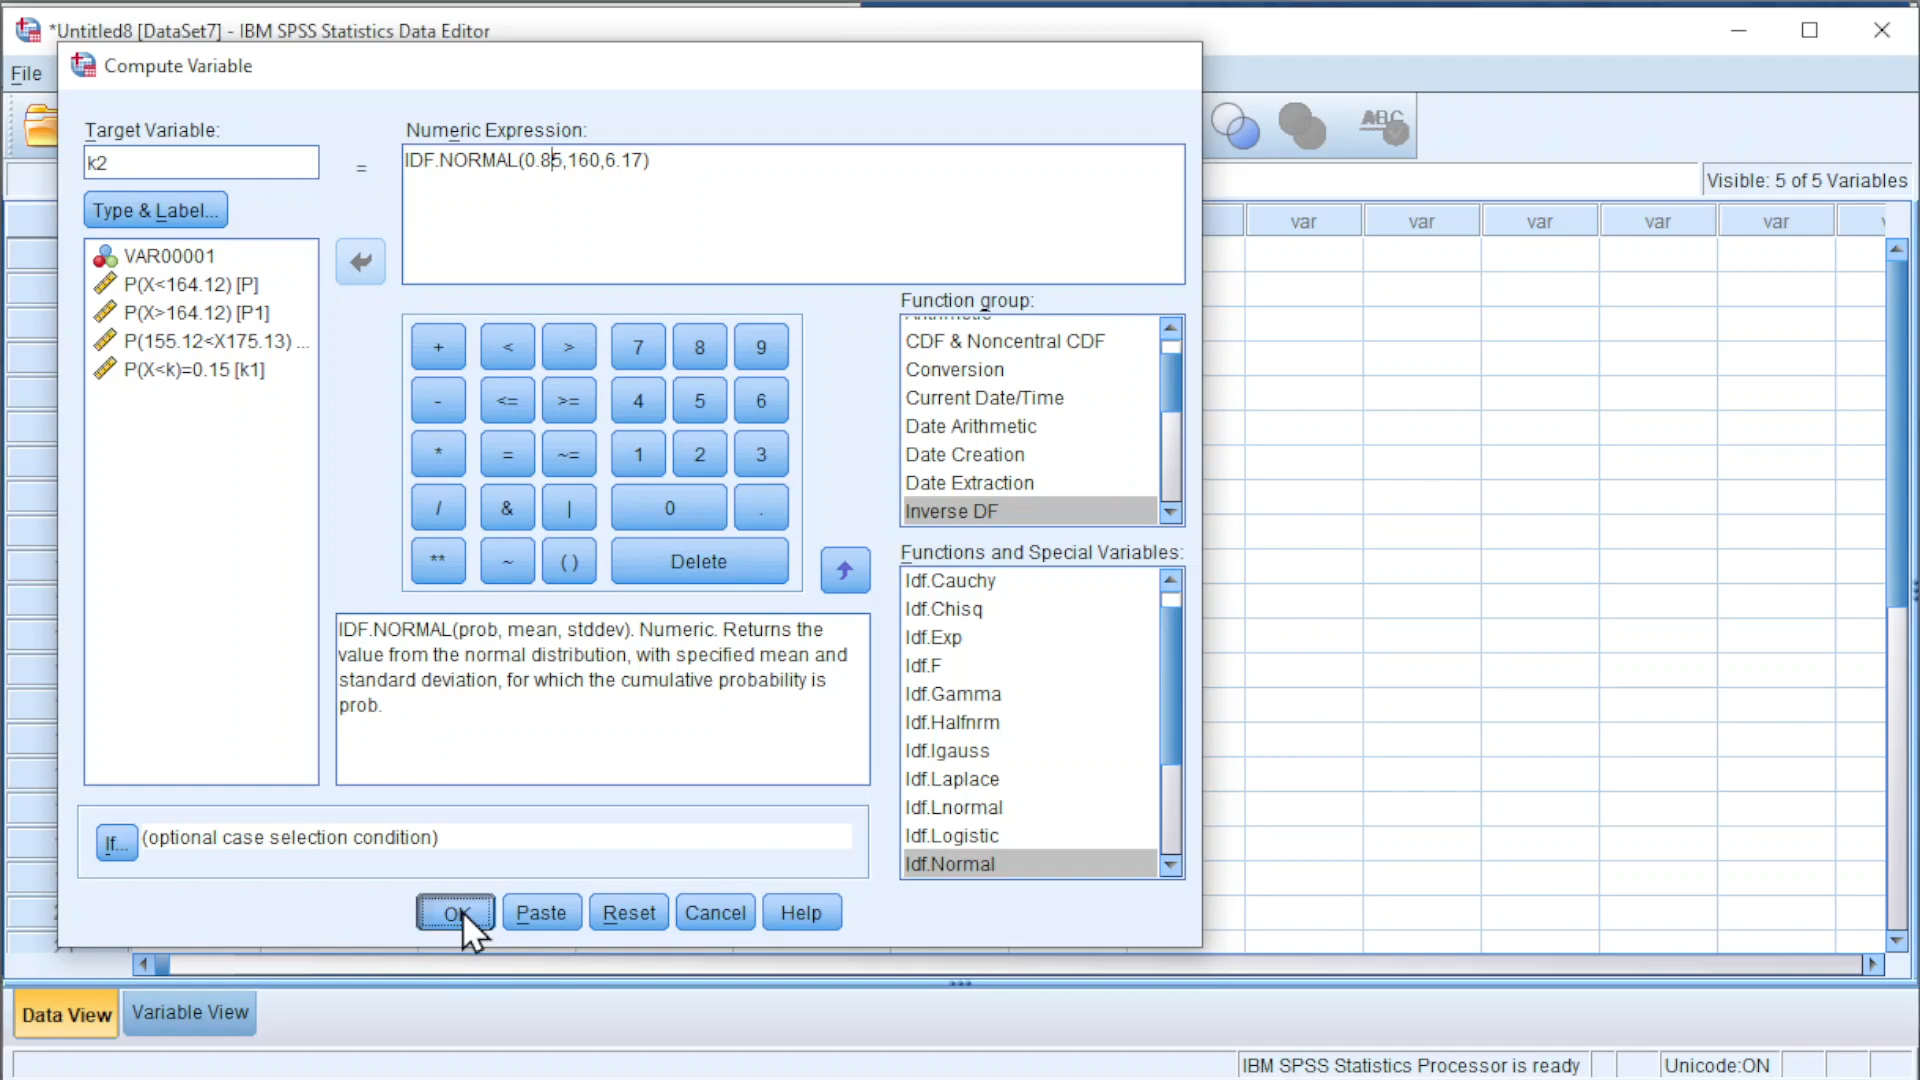 *Untitled8 [DataSet7] - IBM SPSS Statistics Data Editor
File
Compute Variable
Target Variable:
k2
=
Numeric Expression:
IDF.NORMAL(0.85,160,6.17)
Type & Label...
VAR00001
P(X<164.12) [P]
P(X>164.12) [P1]
P(155.12<X175.13) ...
P(X<k)=0.15 [k1]
+ < > 7 8 9
- <= >= 4 5 6
* = ~= 1 2 3
/ & | 0 .
** ~ ( ) Delete
Function group:
Arithmetic
CDF & Noncentral CDF
Conversion
Current Date/Time
Date Arithmetic
Date Creation
Date Extraction
Inverse DF
Functions and Special Variables:
Idf.Cauchy
Idf.Chisq
Idf.Exp
Idf.F
Idf.Gamma
Idf.Halfnrm
Idf.Igauss
Idf.Laplace
Idf.Lnormal
Idf.Logistic
Idf.Normal
IDF.NORMAL(prob, mean, stddev). Numeric. Returns the
value from the normal distribution, with specified mean and
standard deviation, for which the cumulative probability is
prob.
If... (optional case selection condition)
OK Paste Reset Cancel Help
ABC
Visible: 5 of 5 Variables
var var var var var
Data View Variable View
IBM SPSS Statistics Processor is ready Unicode:ON